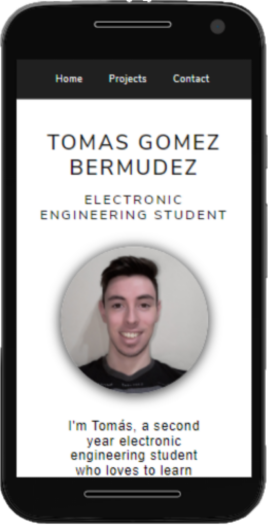 Home Projects Contact
TOMAS GOMEZ
BERMUDEZ
ELECTRONIC
ENGINEERING STUDENT
I'm Tomás, a second
year electronic
engineering student
who loves to learn